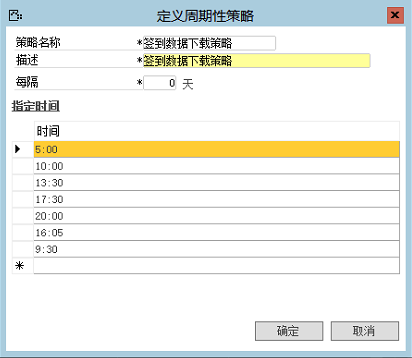 定义周期性策略
策略名称 *签到数据下载策略
描述 *签到数据下载策略
每隔 * 0 天
指定时间
时间
5:00
10:00
13:30
17:30
20:00
16:05
9:30
*
确定 取消